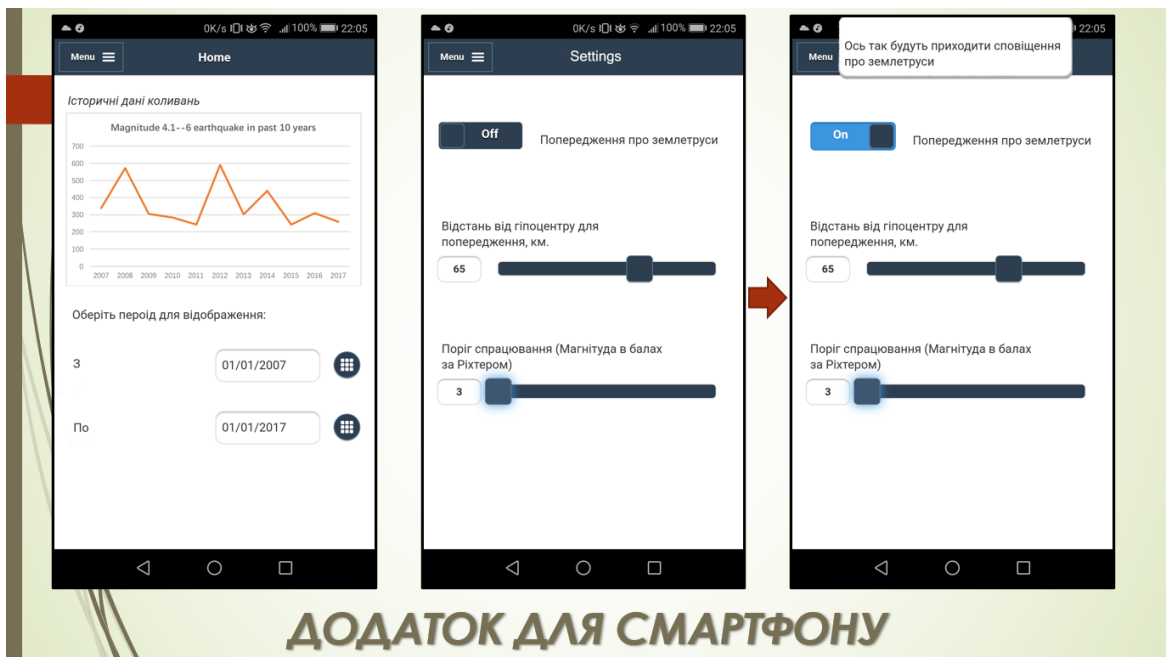 0K/s 100% 22:05
Menu
Home
Історичні дані коливань
Magnitude 4.1--6 earthquake in past 10 years
700
600
500
400
300
200
100
0
2007 2008 2009 2010 2011 2012 2013 2014 2015 2016 2017
Оберіть пероід для відображення:
З
01/01/2007
По
01/01/2017
0K/s 100% 22:05
Menu
Settings
Off
Попередження про землетруси
Відстань від гіпоцентру для
попередження, км.
65
Поріг спрацювання (Магнітуда в балах
за Ріхтером)
3
22:05
Ось так будуть приходити сповіщення
про землетруси
Menu
On
Попередження про землетруси
Відстань від гіпоцентру для
попередження, км.
65
Поріг спрацювання (Магнітуда в балах
за Ріхтером)
3
ДОДАТОК ДЛЯ СМАРТФОНУ